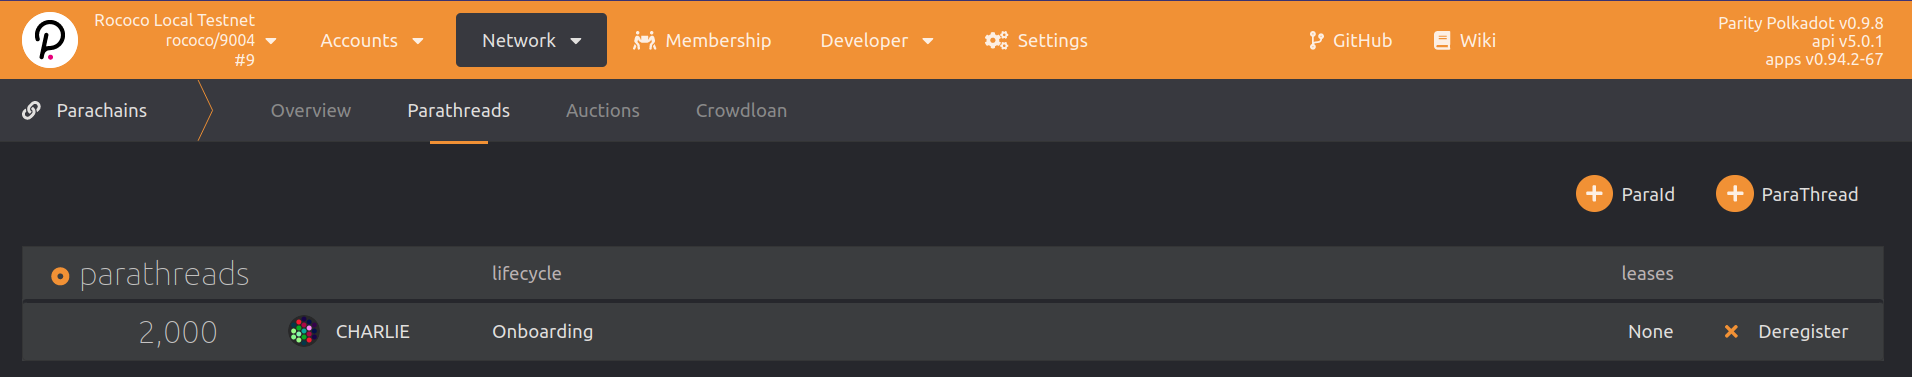 Rococo Local Testnet
rococo/9004
#9
Accounts
Network
Membership
Developer
Settings
GitHub
Wiki
Parity Polkadot v0.9.8
api v5.0.1
apps v0.94.2-67
Parachains
Overview
Parathreads
Auctions
Crowdloan
ParaId
ParaThread
parathreads lifecycle leases
2,000 CHARLIE Onboarding None Deregister